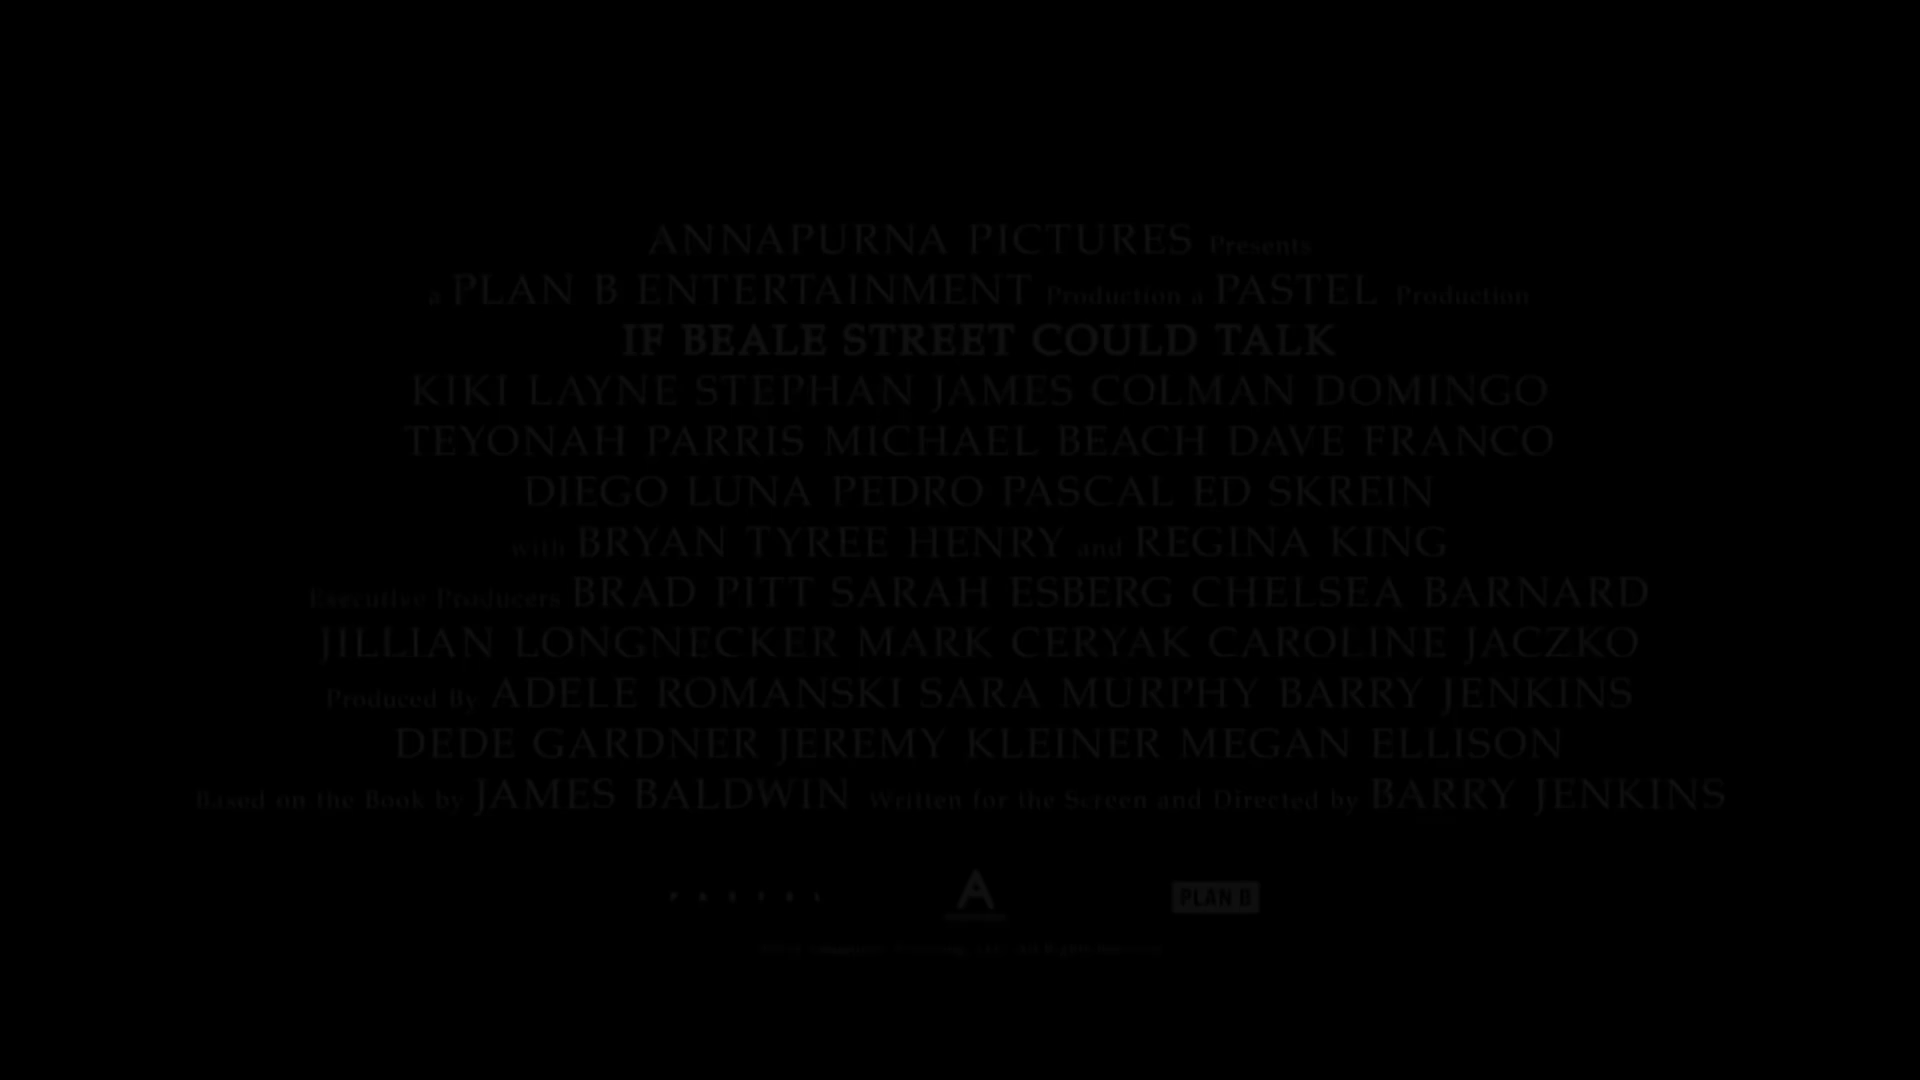 ANNAPURNA PICTURES Presents
a PLAN B ENTERTAINMENT Production a PASTEL Production
IF BEALE STREET COULD TALK
KIKI LAYNE STEPHAN JAMES COLMAN DOMINGO
TEYONAH PARRIS MICHAEL BEACH DAVE FRANCO
DIEGO LUNA PEDRO PASCAL ED SKREIN
with BRYAN TYREE HENRY and REGINA KING
Executive Producers BRAD PITT SARAH ESBERG CHELSEA BARNARD
JILLIAN LONGNECKER MARK CERYAK CAROLINE JACZKO
Produced By ADELE ROMANSKI SARA MURPHY BARRY JENKINS
DEDE GARDNER JEREMY KLEINER MEGAN ELLISON
Based on the Book by JAMES BALDWIN Written for the Screen and Directed by BARRY JENKINS
PASTEL A PLAN B
All Rights Reserved